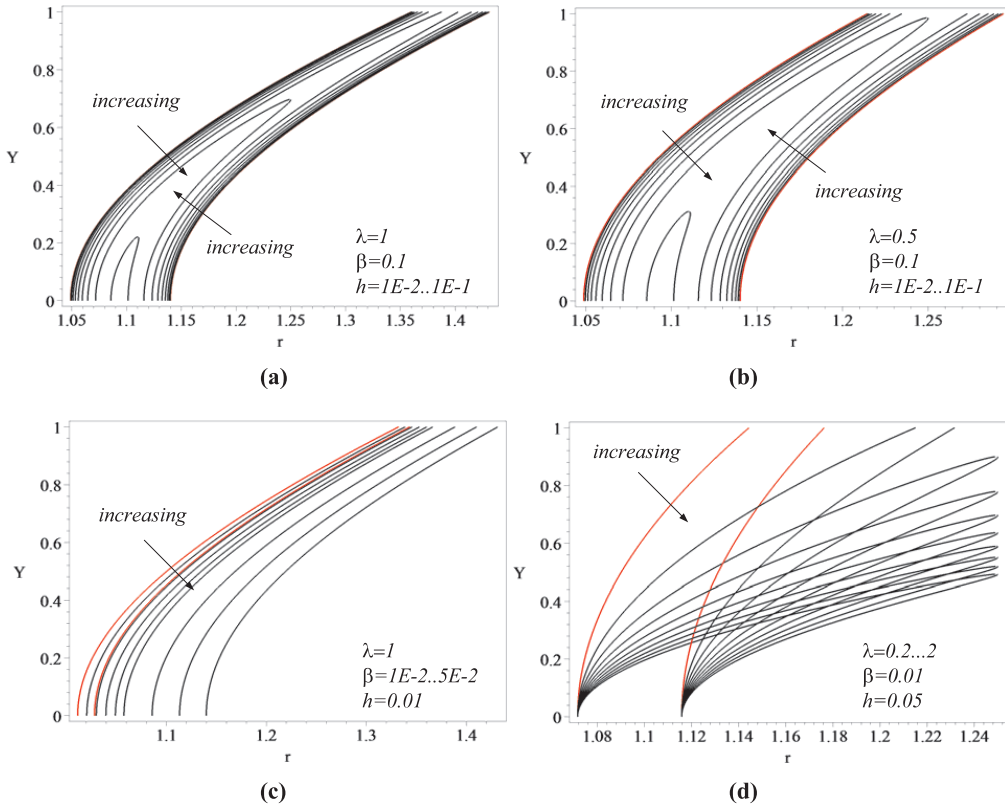 1
0.8
increasing
0.6
Y
0.4
increasing
0.2
λ=1
β=0.1
h=1E-2..1E-1
0
1.05 1.1 1.15 1.2 1.25 1.3 1.35 1.4
r
(a)
1
0.8
increasing
0.6
Y
0.4
increasing
0.2
λ=0.5
β=0.1
h=1E-2..1E-1
0
1.05 1.1 1.15 1.2 1.25
r
(b)
1
0.8
increasing
0.6
Y
0.4
0.2
λ=1
β=1E-2..5E-2
h=0.01
0
1.1 1.2 1.3 1.4
r
(c)
1
increasing
0.8
0.6
Y
0.4
0.2
λ=0.2...2
β=0.01
h=0.05
0
1.08 1.1 1.12 1.14 1.16 1.18 1.2 1.22 1.24
r
(d)